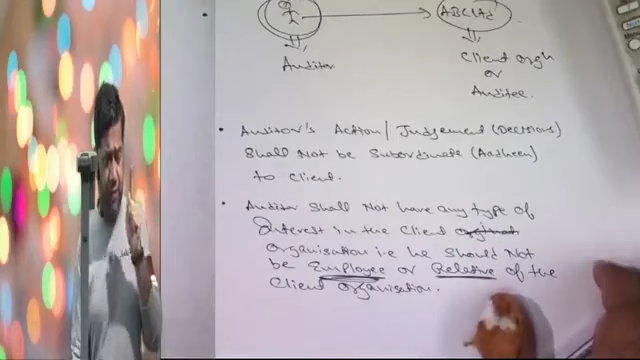 ABC Ltd
Auditor
Client orgn
or
Auditee.
• Auditor's Action/Judgement (Decisions)
Shall Not be Subordinate (Aadheen)
to Client.
• Auditor Shall Not have any type of
Interest in the Client
Organisation i.e he Should Not
be Employee or Relative of the
Client Organisation.